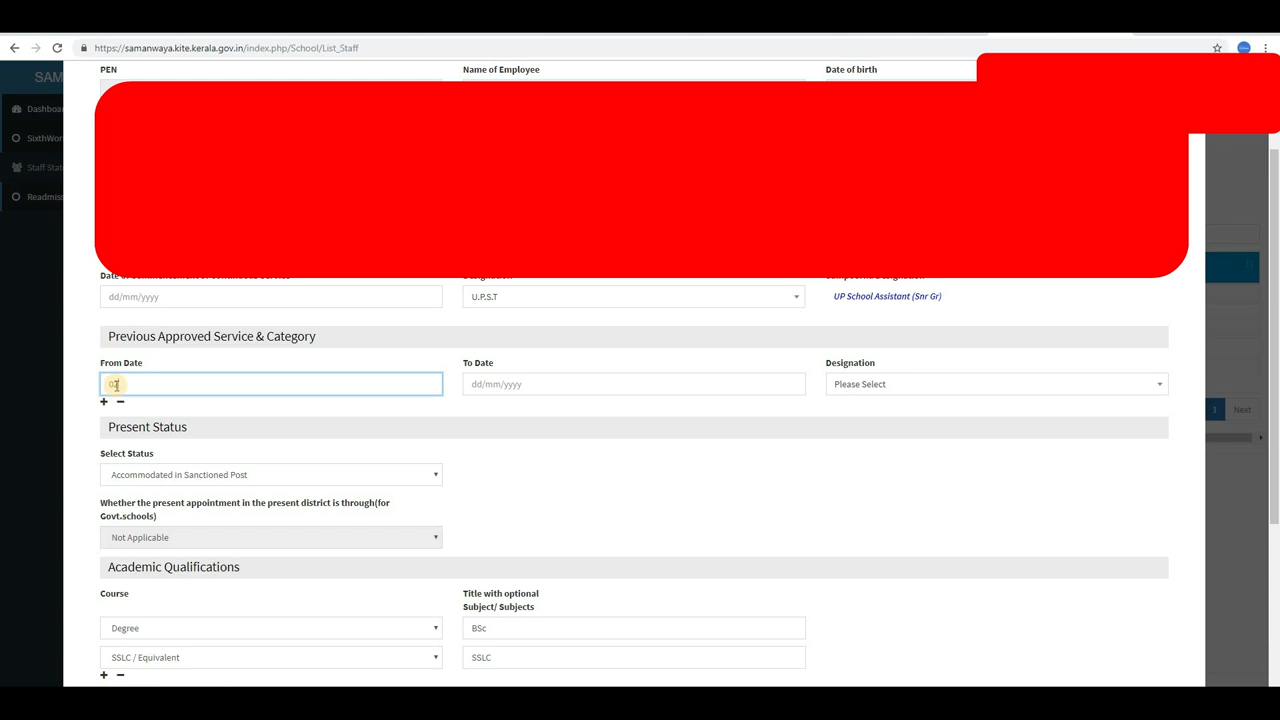 https://samanwaya.kite.kerala.gov.in/index.php/School/List_Staff
SAM
PEN Name of Employee Date of birth
Dashboar
SixthWor
Staff Stat
Readmiss
Designation
dd/mm/yyyy U.P.S.T UP School Assistant (Snr Gr)
Previous Approved Service & Category
From Date To Date Designation
dd/mm/yyyy Please Select
1 Next
Present Status
Select Status
Accommodated in Sanctioned Post
Whether the present appointment in the present district is through(for
Govt.schools)
Not Applicable
Academic Qualifications
Course Title with optional
Subject/ Subjects
Degree BSc
SSLC / Equivalent SSLC